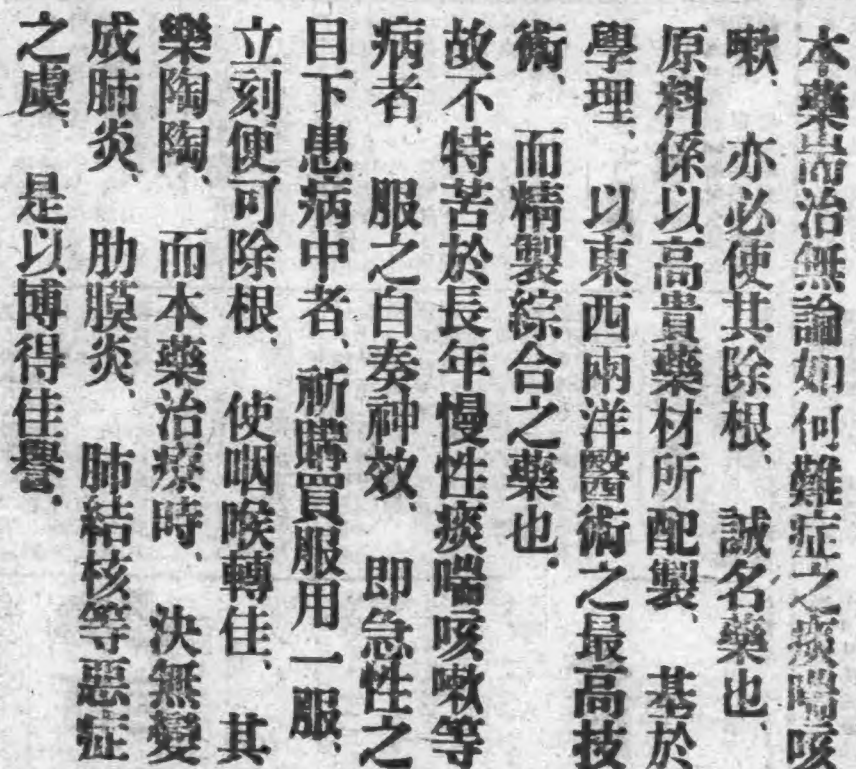 本藥常治無論如何難症之痰喘咳
嗽、亦必使其除根、誠名藥也、
原料係以高貴藥材所配製、基於
學理、以東西兩洋醫術之最高技
術、而精製綜合之藥也.
故不特苦於長年慢性痰喘咳嗽等
病者、服之自奏神效、即急性之
目下患病中者、祈購買服用一服、
立刻便可除根、使咽喉轉佳、其
樂陶陶、而本藥治療時、決無變
成肺炎、肋膜炎、肺結核等惡症
之虞、是以博得佳譽.